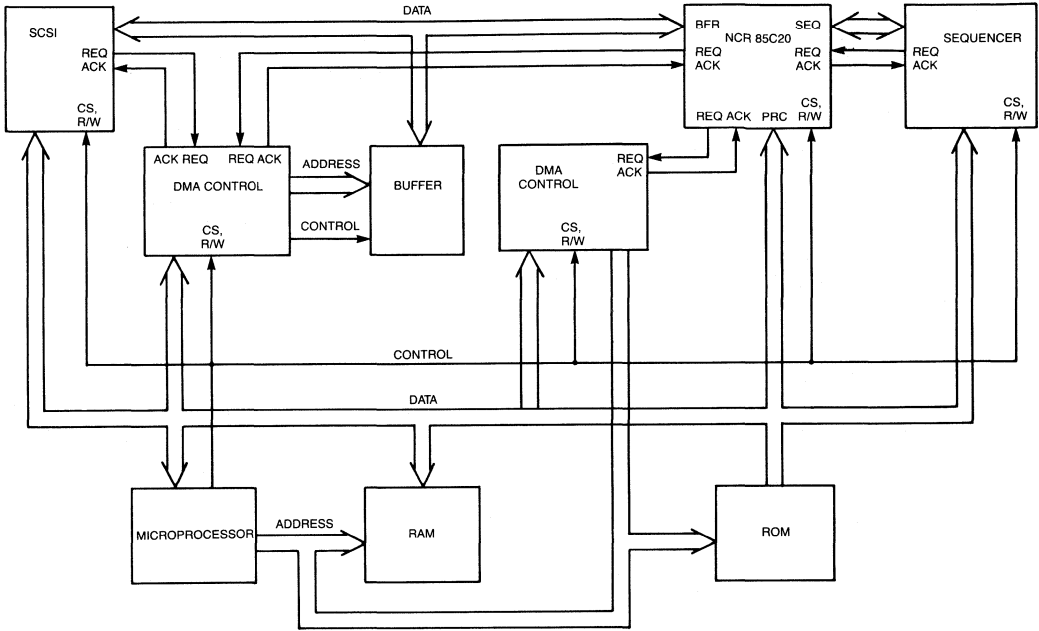 DATA
SCSI
REQ
ACK
CS,
R/W
BFR SEQ
NCR 85C20
REQ REQ
ACK ACK
CS,
REQ ACK PRC R/W
SEQUENCER
REQ
ACK
CS,
R/W
ACK REQ REQ ACK
DMA CONTROL
CS,
R/W
ADDRESS
CONTROL
BUFFER
REQ
ACK
DMA
CONTROL
CS,
R/W
CONTROL
DATA
MICROPROCESSOR
ADDRESS
RAM
ROM